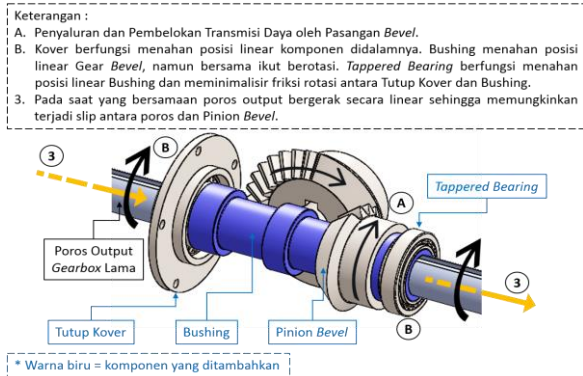 Keterangan :
A. Penyaluran dan Pembelokan Transmisi Daya oleh Pasangan Bevel.
B. Kover berfungsi menahan posisi linear komponen didalamnya. Bushing menahan posisi
linear Gear Bevel, namun bersama ikut berotasi. Tapered Bearing berfungsi menahan
posisi linear Bushing dan meminimalisir friksi rotasi antara Tutup Kover dan Bushing.
3. Pada saat yang bersamaan poros output bergerak secara linear sehingga memungkinkan
terjadi slip antara poros dan Pinion Bevel.
3
B
A
Tappered Bearing
Poros Output
Gearbox Lama
3
Tutup Kover
Bushing
Pinion Bevel
B
* Warna biru = komponen yang ditambahkan